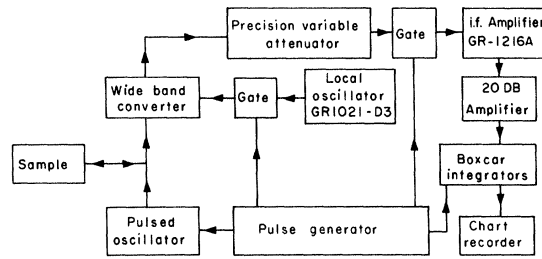 Precision variable
attenuator
Gate
i.f. Amplifier
GR-1216A
Wide band
converter
Gate
Local
oscillator
GR1021-D3
20 DB
Amplifier
Sample
Boxcar
integrators
Pulsed
oscillator
Pulse generator
Chart
recorder